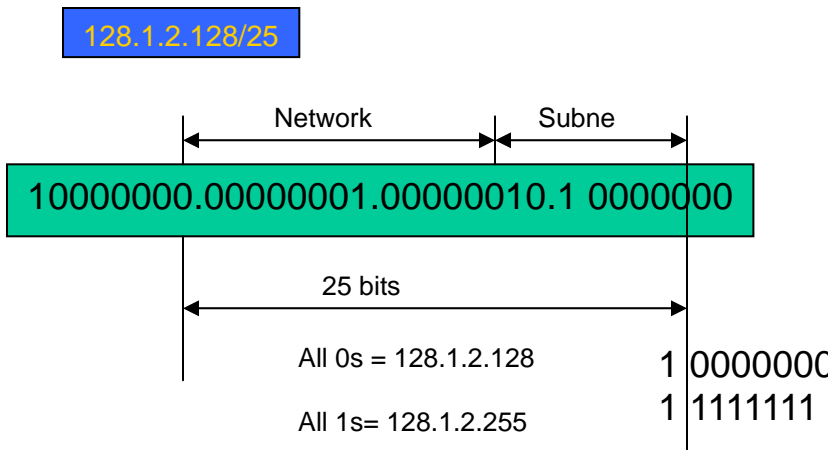 128.1.2.128/25
Network Subne
10000000.00000001.00000010.1 0000000
25 bits
All 0s = 128.1.2.128 1 0000000
All 1s= 128.1.2.255 1 1111111